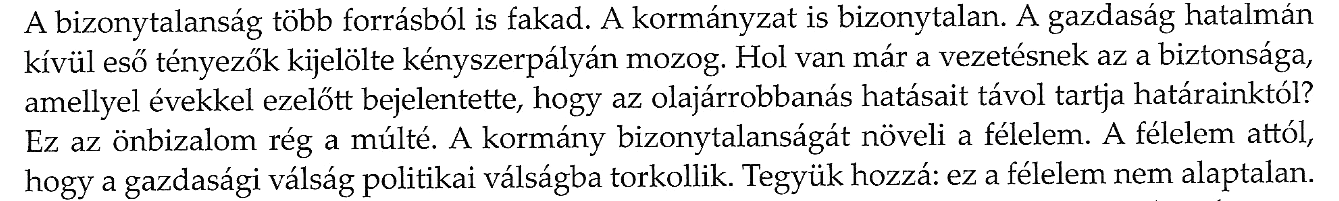 A bizonytalanság több forrásból is fakad. A kormányzat is bizonytalan. A gazdaság hatalmán
kívül eső tényezők kijelölte kényszerpályán mozog. Hol van már a vezetésnek az a biztonsága,
amellyel évekkel ezelőtt bejelentette, hogy az olajárrobbanás hatásait távol tartja határainktól?
Ez az önbizalom rég a múlté. A kormány bizonytalanságát növeli a félelem. A félelem attól,
hogy a gazdasági válság politikai válságba torkollik. Tegyük hozzá: ez a félelem nem alaptalan.